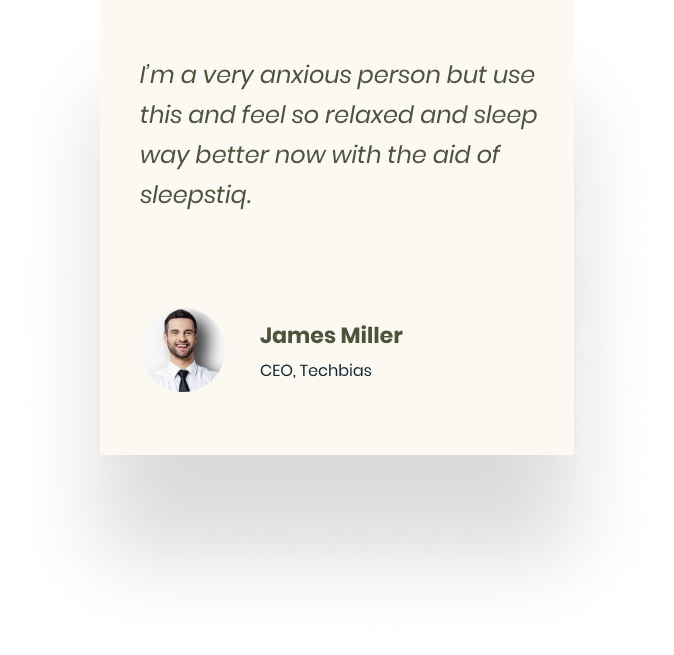 I’m a very anxious person but use
this and feel so relaxed and sleep
way better now with the aid of
sleepstiq.
James Miller
CEO, Techbias